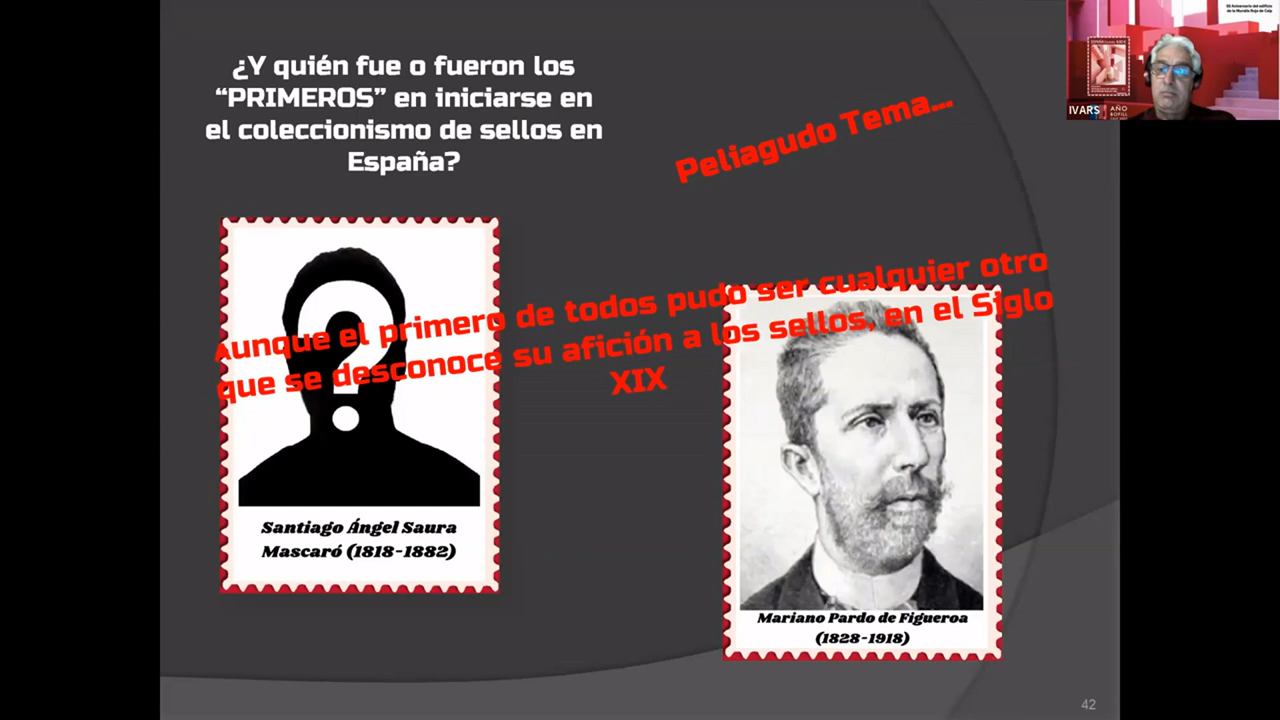 ¿Y quién fue o fueron los
“PRIMEROS” en iniciarse en
el coleccionismo de sellos en
España?
Peliagudo Tema...
Aunque el primero de todos pudo ser cualquier otro
que se desconoce su afición a los sellos, en el Siglo
XIX
Santiago Ángel Saura
Mascaró (1818-1882)
Mariano Pardo de Figueroa
(1828-1918)
42
IVARS
AÑO
BOFILL